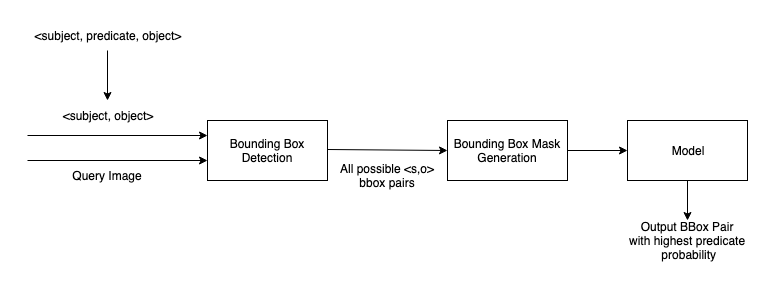 <subject, predicate, object>
<subject, object>
Query Image
Bounding Box
Detection
All possible <s,o>
bbox pairs
Bounding Box Mask
Generation
Model
Output BBox Pair
with highest predicate
probability